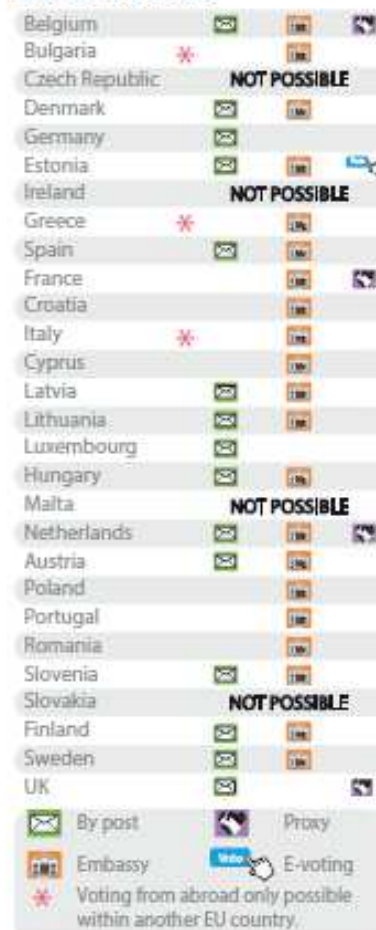 Belgium
Bulgaria
Czech Republic NOT POSSIBLE
Denmark
Germany
Estonia
Ireland NOT POSSIBLE
Greece
Spain
France
Croatia
Italy
Cyprus
Latvia
Lithuania
Luxembourg
Hungary
Malta NOT POSSIBLE
Netherlands
Austria
Poland
Portugal
Romania
Slovenia
Slovakia NOT POSSIBLE
Finland
Sweden
UK
By post Proxy
Embassy Vote E-voting
* Voting from abroad only possible
within another EU country.